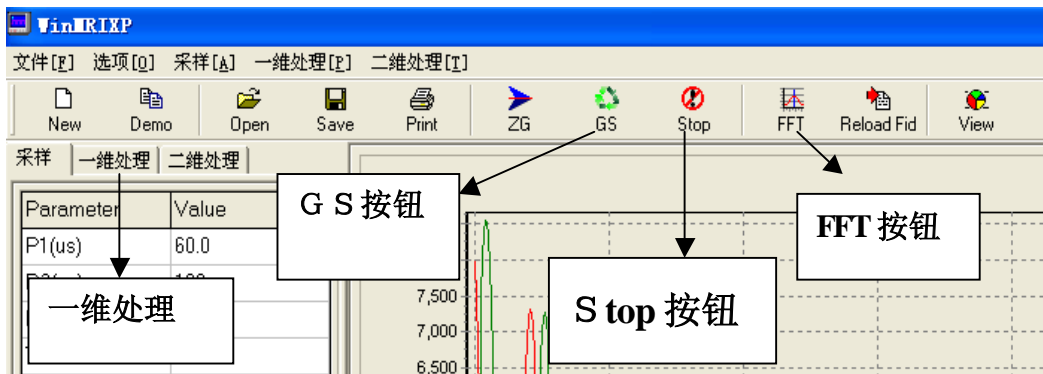 WinMRIXP
文件[F] 选项[O] 采样[A] 一维处理[P] 二维处理[T]
New Demo Open Save Print ZG GS Stop FFT Reload Fid View
采样 一维处理 二维处理
Parameter Value
P1(us) 60.0
ＧＳ按钮
FFT 按钮
一维处理
Ｓtop 按钮
7,500
7,000
6,500